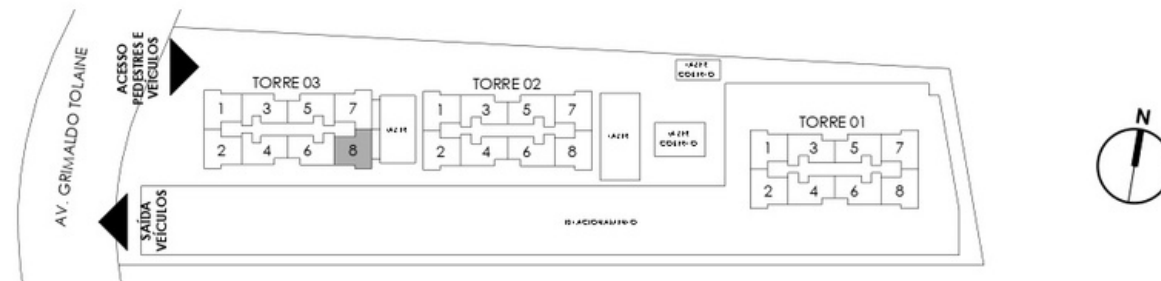 AV. GRIMALDO TOLAINE
ACESSO
PEDESTRES E
VEÍCULOS
SAÍDA
VEÍCULOS
TORRE 03
1 3 5 7
2 4 6 8
TORRE 02
1 3 5 7
2 4 6 8
TORRE 01
1 3 5 7
2 4 6 8
N